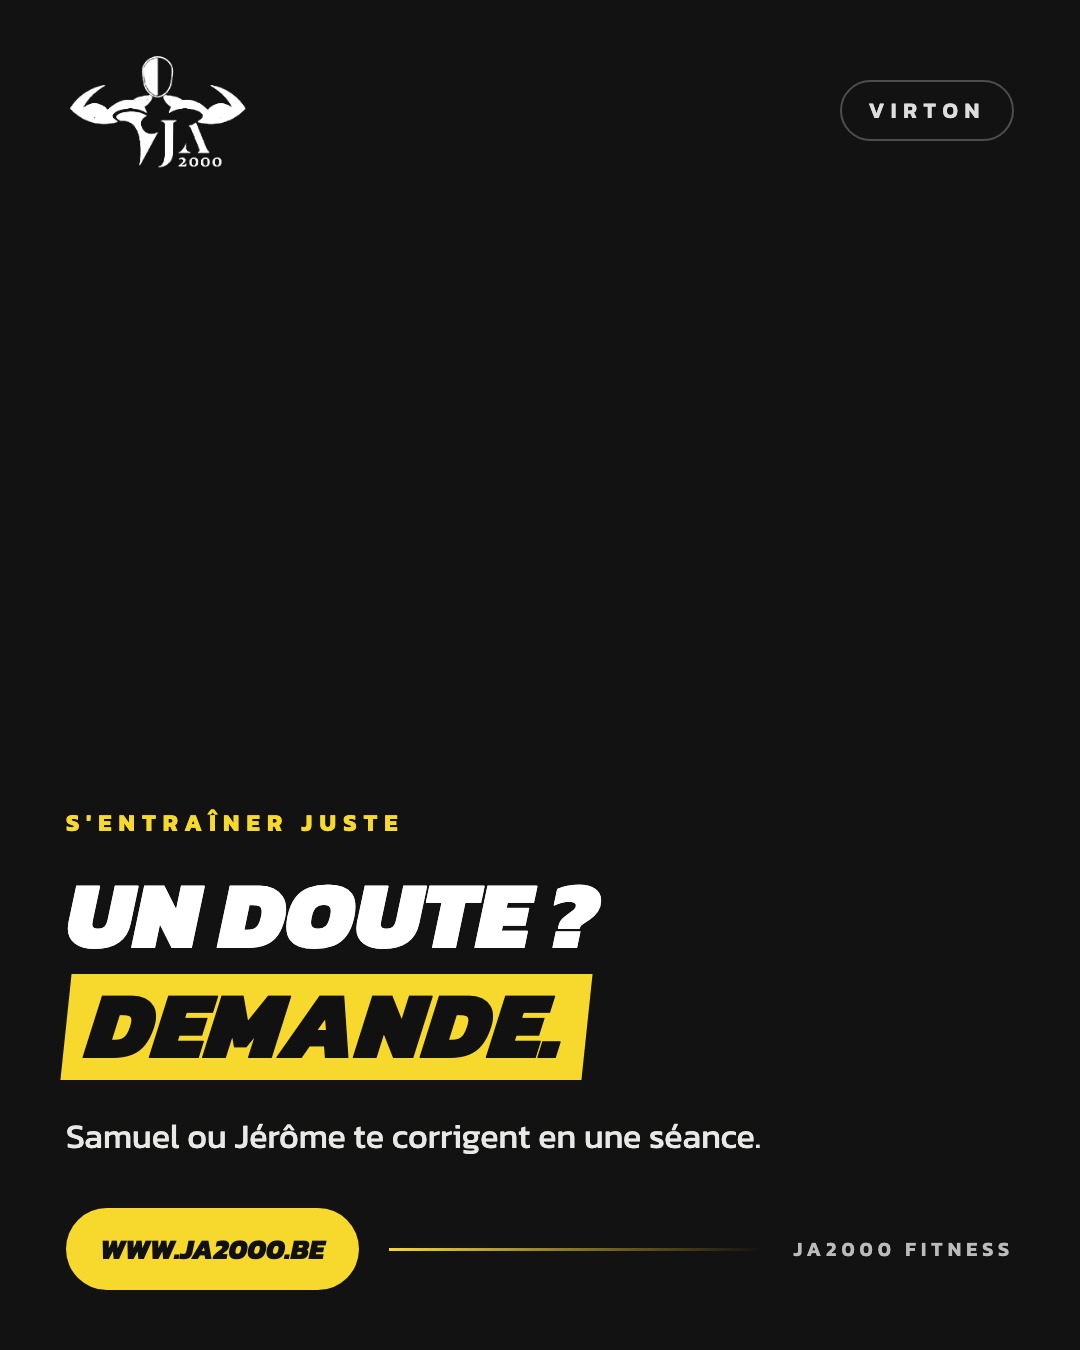 JA
2000
VIRTON
S'ENTRAÎNER JUSTE
UN DOUTE ?
DEMANDE.
Samuel ou Jérôme te corrigent en une séance.
WWW.JA2000.BE
JA2000 FITNESS